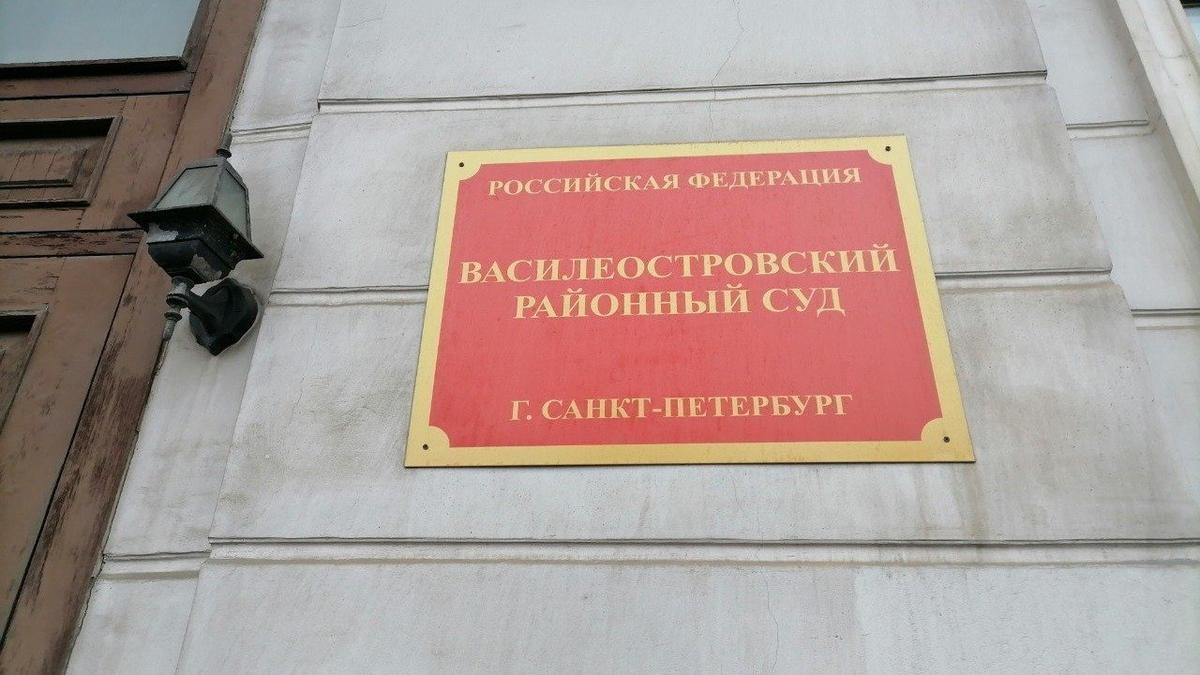 РОССИЙСКАЯ ФЕДЕРАЦИЯ
ВАСИЛЕОСТРОВСКИЙ
РАЙОННЫЙ СУД
Г. САНКТ-ПЕТЕРБУРГ